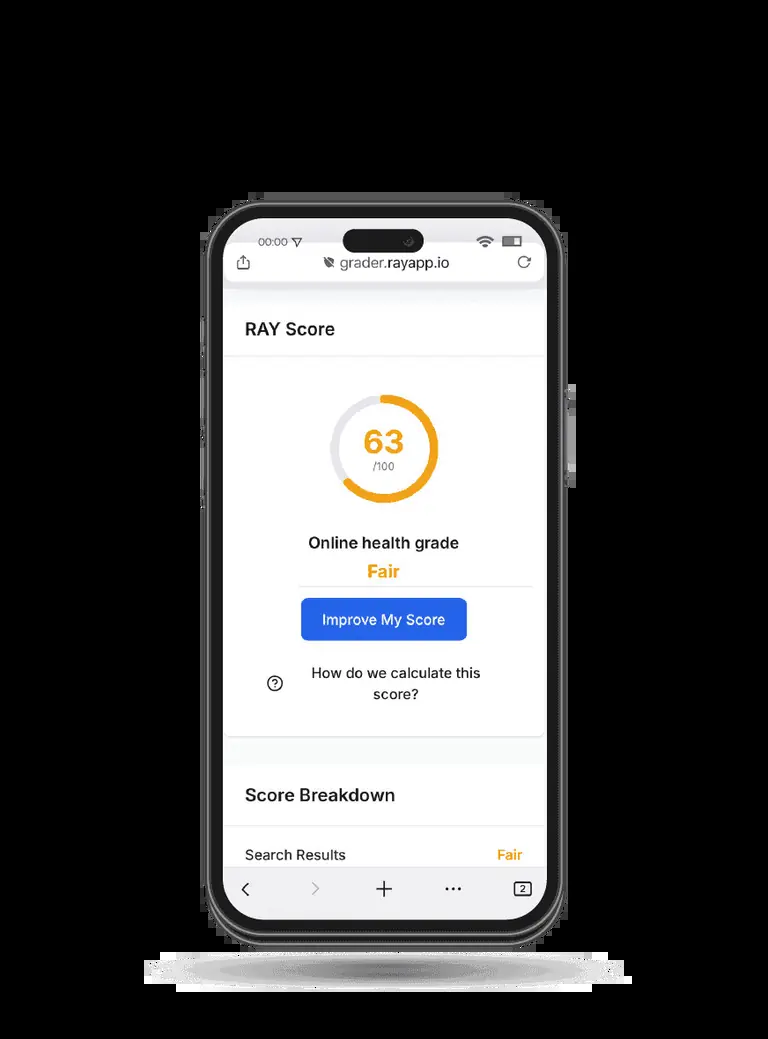 00:00
grader.rayapp.io
RAY Score
63
/100
Online health grade
Fair
Improve My Score
How do we calculate this
score?
Score Breakdown
Search Results Fair
2